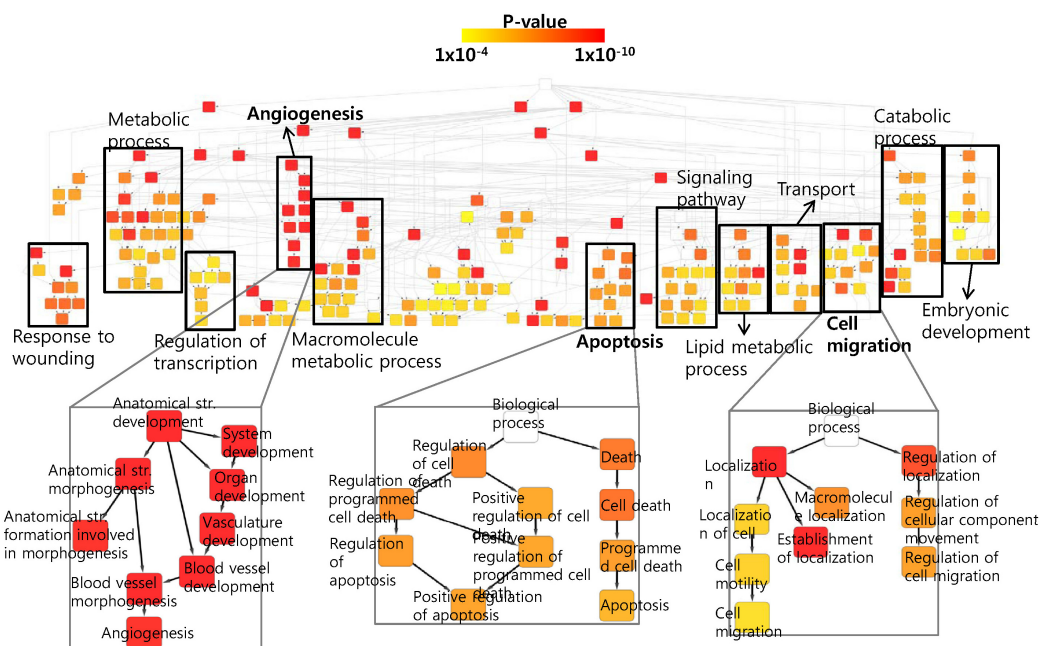 P-value
1x10-4
1x10-10
Metabolic
process
Angiogenesis
Catabolic
process
Signaling
pathway
Transport
Response to
wounding
Regulation of
transcription
Macromolecule
metabolic process
Apoptosis
Lipid metabolic
process
Cell
migration
Embryonic
development
Anatomical str.
development
System
development
Anatomical str.
morphogenesis
Organ
development
Anatomical str.
formation involved
in morphogenesis
Vasculature
development
Blood vessel
development
Blood vessel
morphogenesis
Angiogenesis
Biological
process
Regulation
of cell
death
Death
Regulation of
programmed
cell death
Positive
regulation of cell
death
Cell death
Regulation
of
apoptosis
Positive
regulation of
programmed cell
death
Programme
d cell death
Positive regulation
of apoptosis
Apoptosis
Biological
process
Localizatio
n
Regulation of
localization
Macromolecul
e localization
Localizatio
n of cell
Regulation of
cellular component
movement
Establishment
of localization
Cell
motility
Regulation of
cell migration
Cell
migration